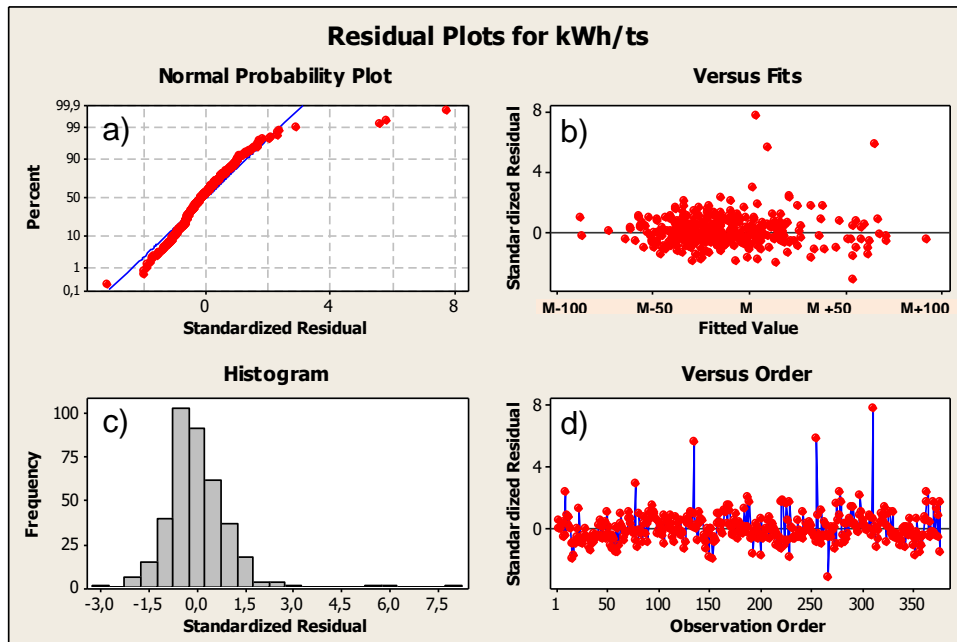 Residual Plots for kWh/ts
Normal Probability Plot
a)
99,9
99
90
50
10
1
0,1
Percent
0 4 8
Standardized Residual
Versus Fits
b)
8
4
0
Standardized Residual
M-100 M-50 M M +50 M+100
Fitted Value
Histogram
c)
100
75
50
25
0
Frequency
-3,0 -1,5 0,0 1,5 3,0 4,5 6,0 7,5
Standardized Residual
Versus Order
d)
8
4
0
Standardized Residual
1 50 100 150 200 250 300 350
Observation Order